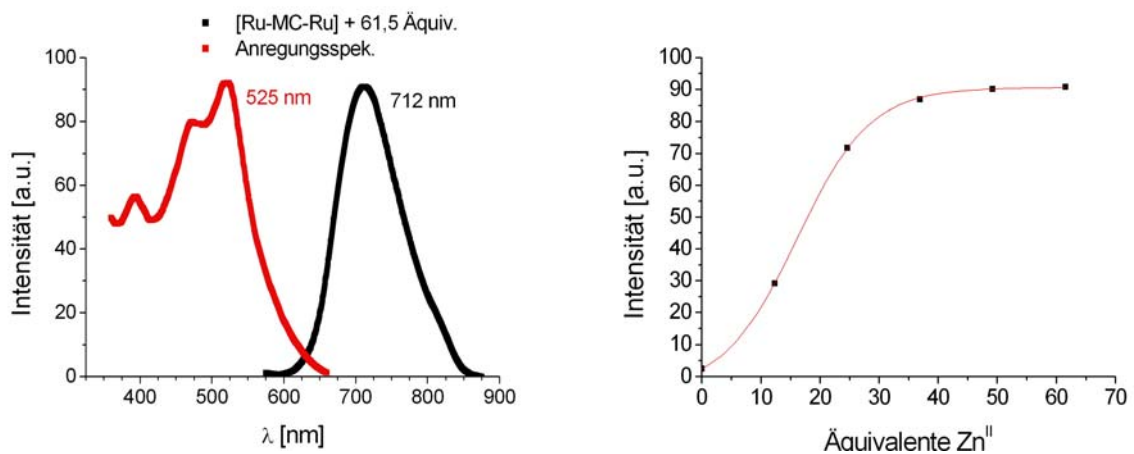 [Ru-MC-Ru] + 61,5 Äquiv.
Anregungsspek.
100
80
60
40
20
0
Intensität [a.u.]
525 nm
712 nm
400 500 600 700 800 900
λ [nm]
100
90
80
70
60
50
40
30
20
10
0
Intensität [a.u.]
0 10 20 30 40 50 60 70
Äquivalente Zn^II